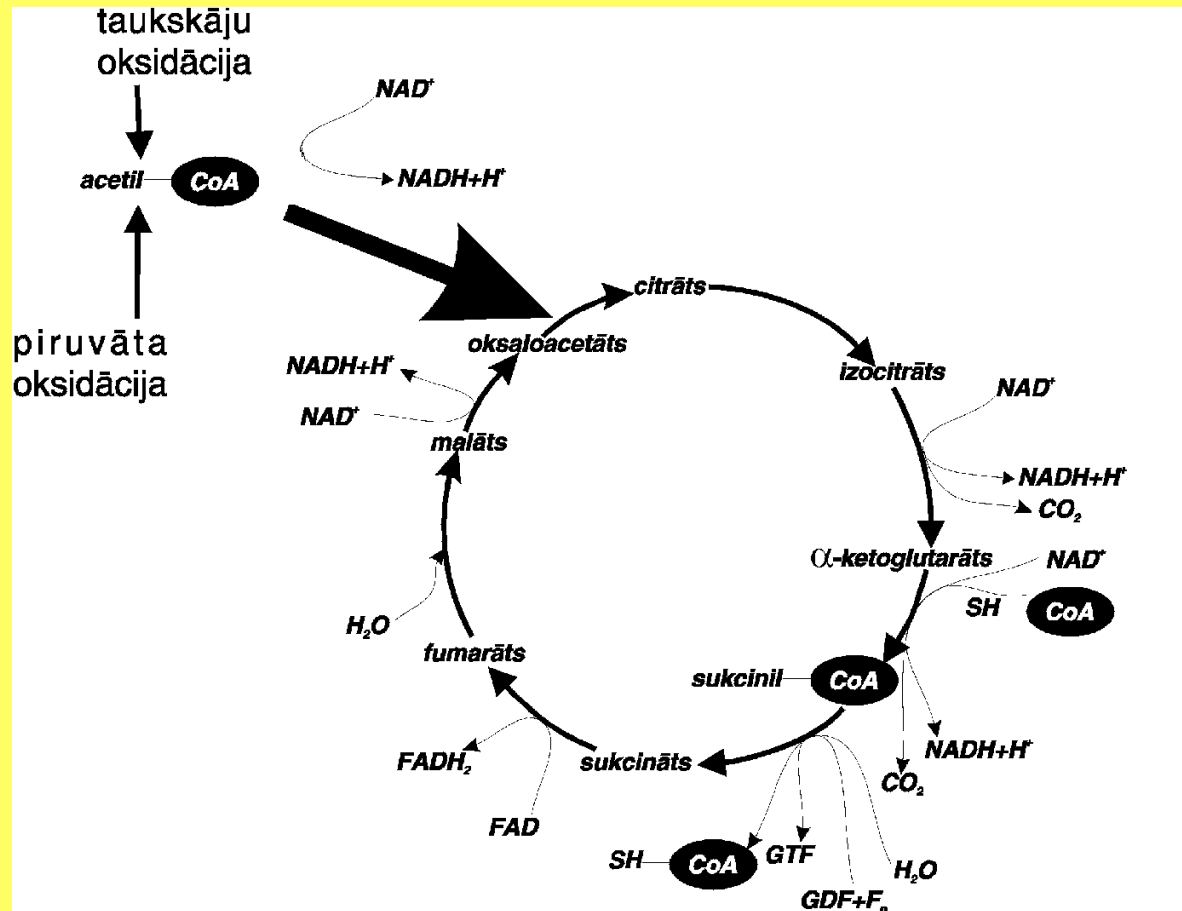 taukskāju
oksidācija
NAD⁺
acetil CoA
NADH+H⁺
piruvāta
oksidācija
citrāts
oksaloacetāts
izocitrāts
NADH+H⁺
NAD⁺
malāts
NAD⁺
NADH+H⁺
CO₂
α-ketoglutarāts
NAD⁺
SH CoA
H₂O
fumarāts
sukcinil CoA
NADH+H⁺
CO₂
FADH₂
sukcināts
FAD
SH CoA
GTF
H₂O
GDF+Fₙ